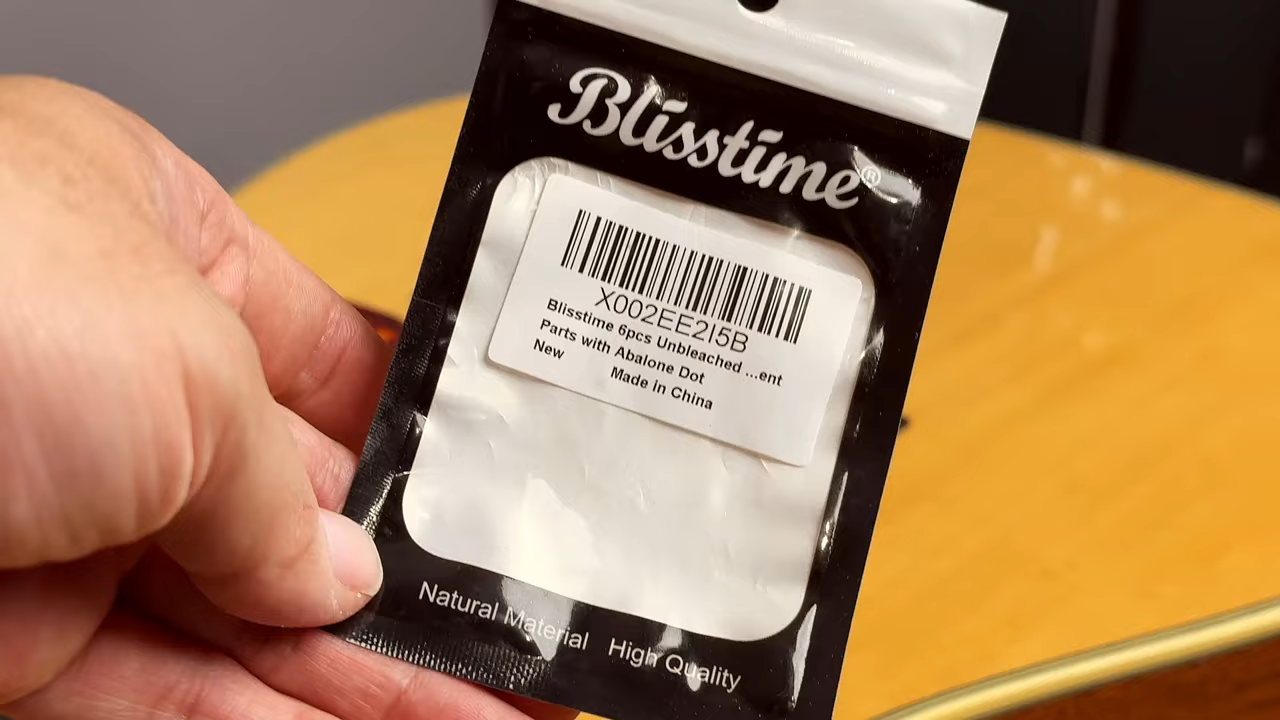 Blisstime®
X002EE2I5B
Blisstime 6pcs Unbleached ...ent
Parts with Abalone Dot
New
Made in China
Natural Material High Quality